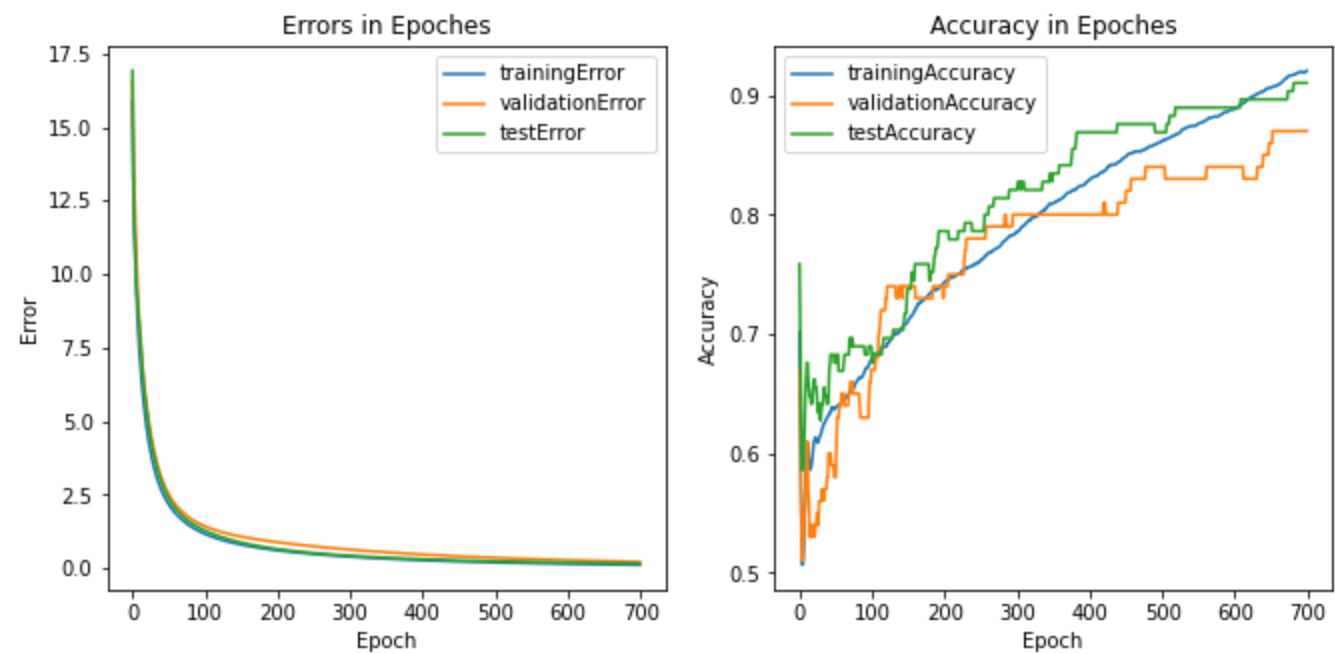 Errors in Epoches
17.5
15.0
12.5
10.0
7.5
5.0
2.5
0.0
Error
trainingError
validationError
testError
0 100 200 300 400 500 600 700
Epoch
Accuracy in Epoches
0.9
0.8
0.7
0.6
0.5
Accuracy
trainingAccuracy
validationAccuracy
testAccuracy
0 100 200 300 400 500 600 700
Epoch